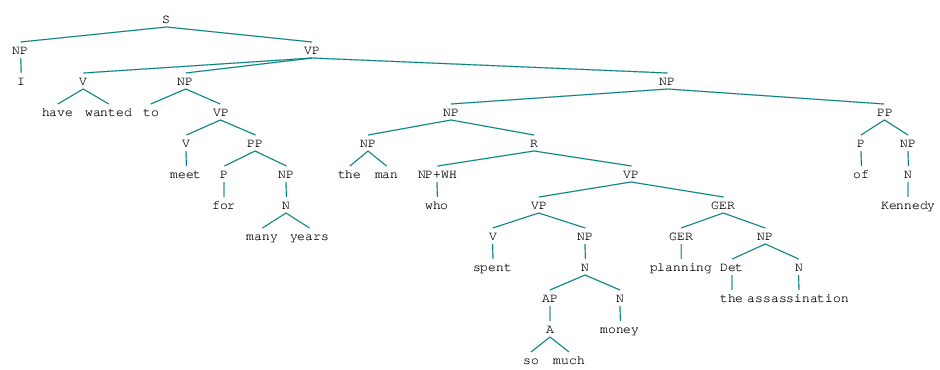 S
NP VP
I V NP NP
have wanted to VP NP PP
V PP NP R P NP
meet P NP the man NP+WH VP of N
for N who VP GER Kennedy
many years V NP GER NP
spent N planning Det N
AP N the assassination
A money
so much